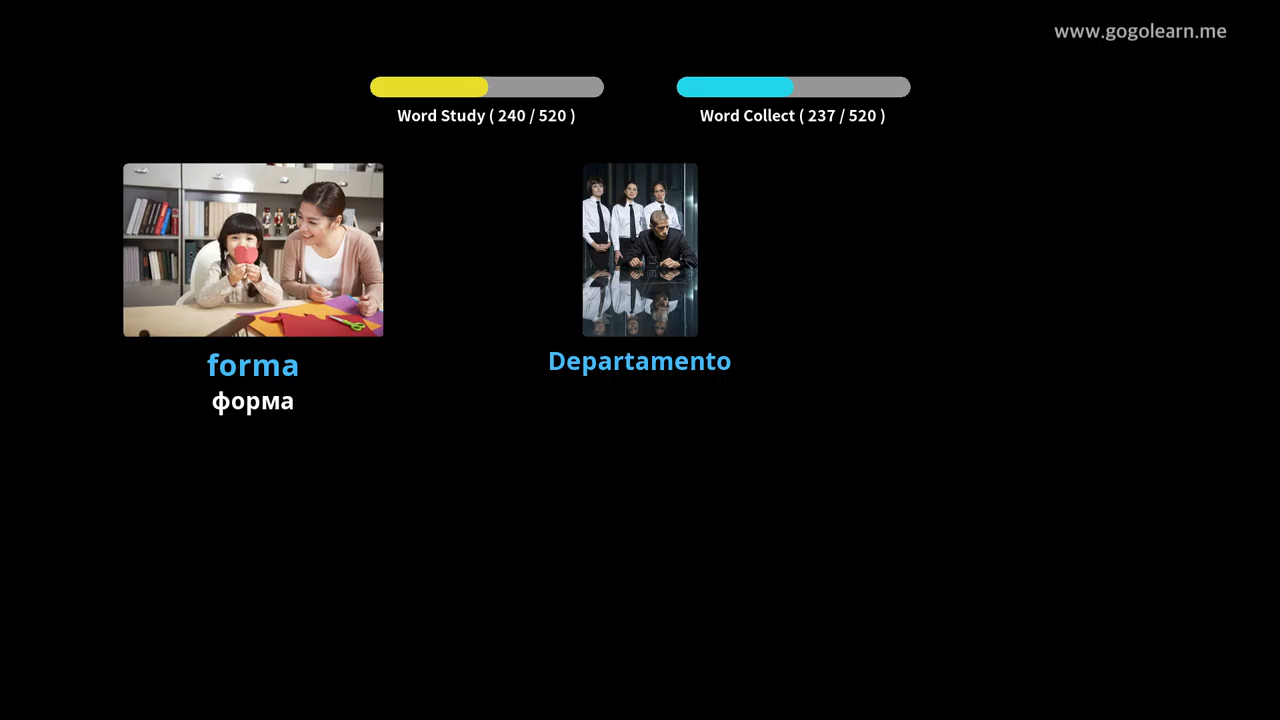 www.gogolearn.me
Word Study ( 240 / 520 )
Word Collect ( 237 / 520 )
forma
форма
Departamento